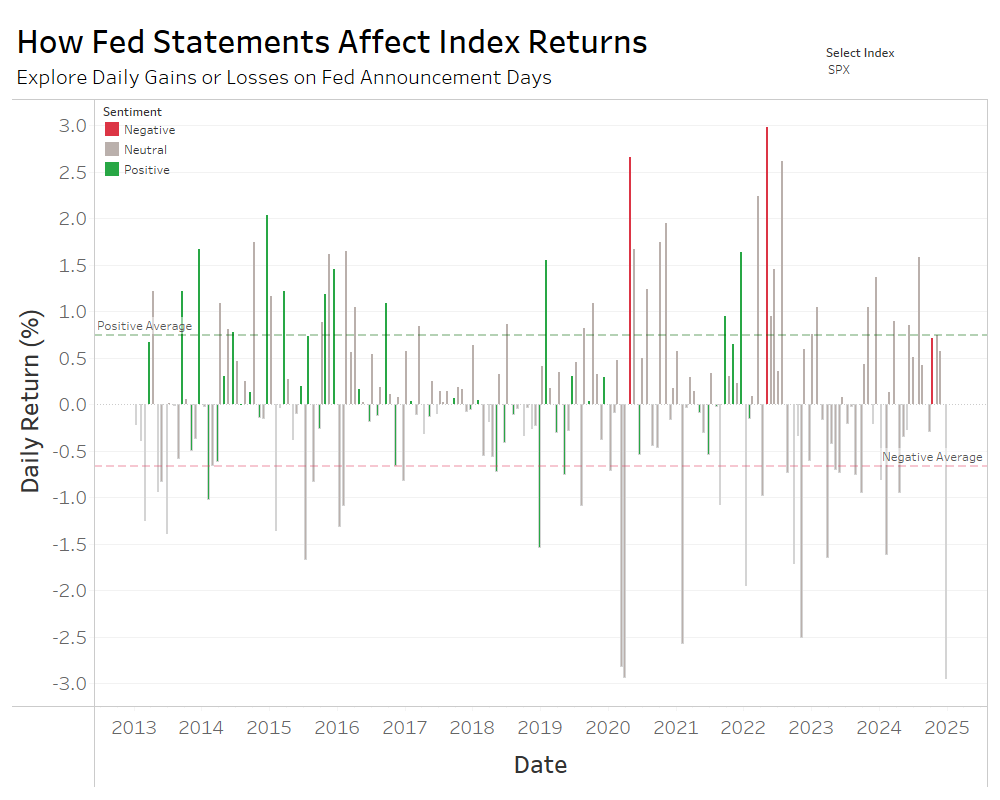 How Fed Statements Affect Index Returns
Explore Daily Gains or Losses on Fed Announcement Days
Select Index
SPX
Sentiment
Negative
Neutral
Positive
3.0
2.5
2.0
1.5
1.0
0.5
0.0
-0.5
-1.0
-1.5
-2.0
-2.5
-3.0
Daily Return (%)
Positive Average
Negative Average
2013 2014 2015 2016 2017 2018 2019 2020 2021 2022 2023 2024 2025
Date